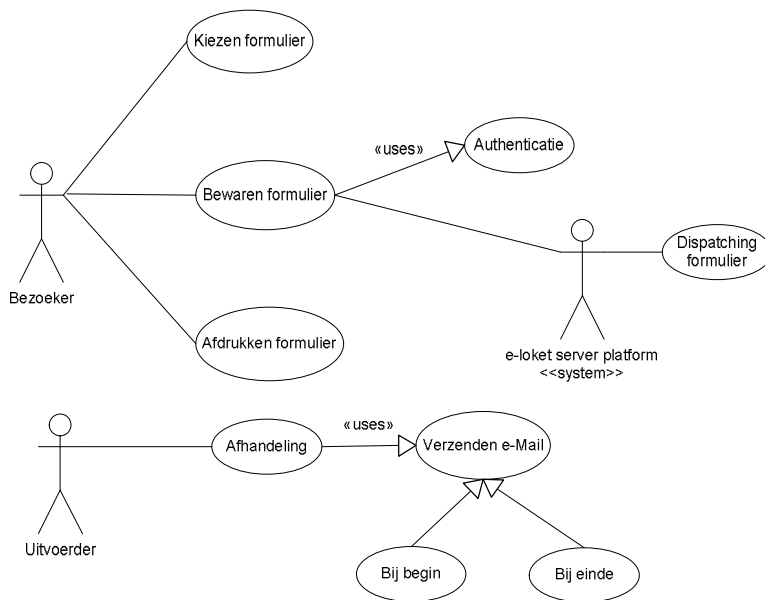 Kiezen formulier
«uses»
Authenticatie
Bewaren formulier
Dispatching
formulier
Bezoeker
Afdrukken formulier
e-loket server platform
<<system>>
«uses»
Afhandeling
Verzenden e-Mail
Uitvoerder
Bij begin
Bij einde